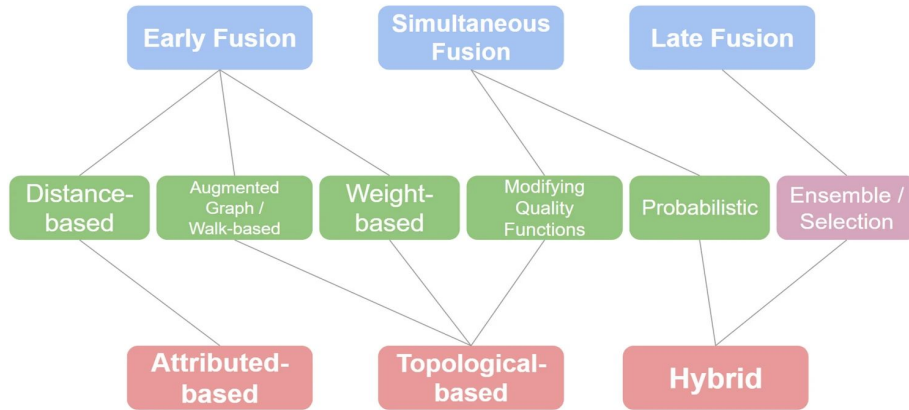 Early Fusion
Simultaneous
Fusion
Late Fusion
Distance-
based
Augmented
Graph /
Walk-based
Weight-
based
Modifying
Quality
Functions
Probabilistic
Ensemble /
Selection
Attributed-
based
Topological-
based
Hybrid